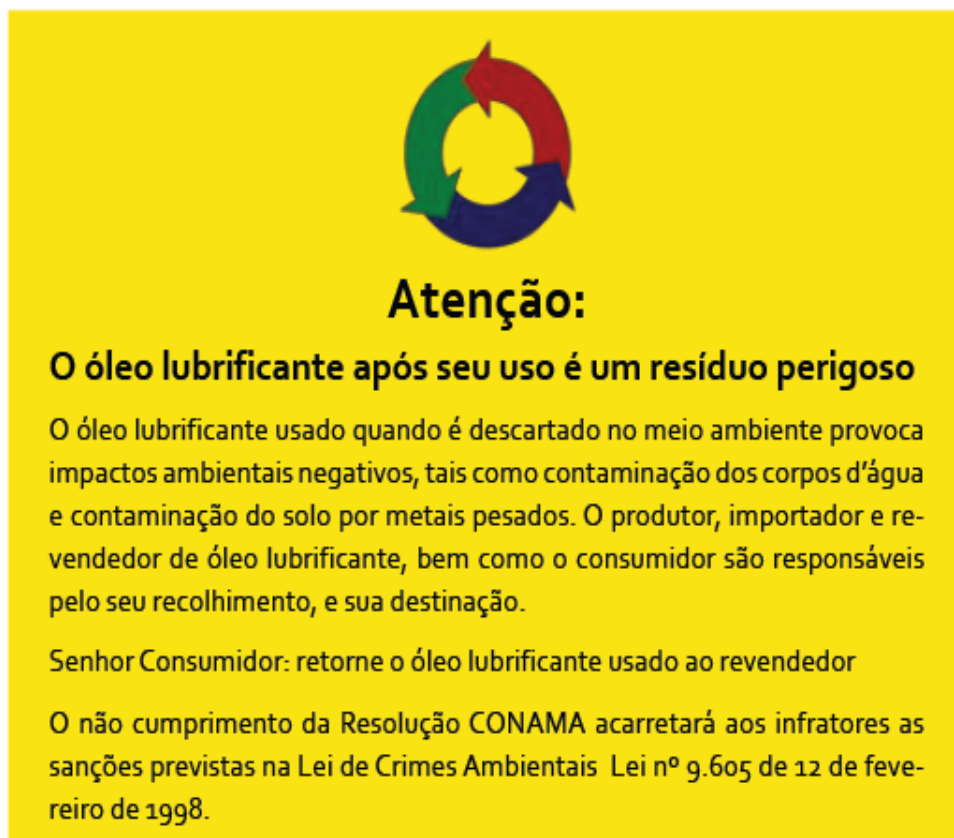 Atenção:
O óleo lubrificante após seu uso é um resíduo perigoso
O óleo lubrificante usado quando é descartado no meio ambiente provoca
impactos ambientais negativos, tais como contaminação dos corpos d’água
e contaminação do solo por metais pesados. O produtor, importador e re-
vendedor de óleo lubrificante, bem como o consumidor são responsáveis
pelo seu recolhimento, e sua destinação.
Senhor Consumidor: retorne o óleo lubrificante usado ao revendedor
O não cumprimento da Resolução CONAMA acarretará aos infratores as
sanções previstas na Lei de Crimes Ambientais Lei nº 9.605 de 12 de feve-
reiro de 1998.